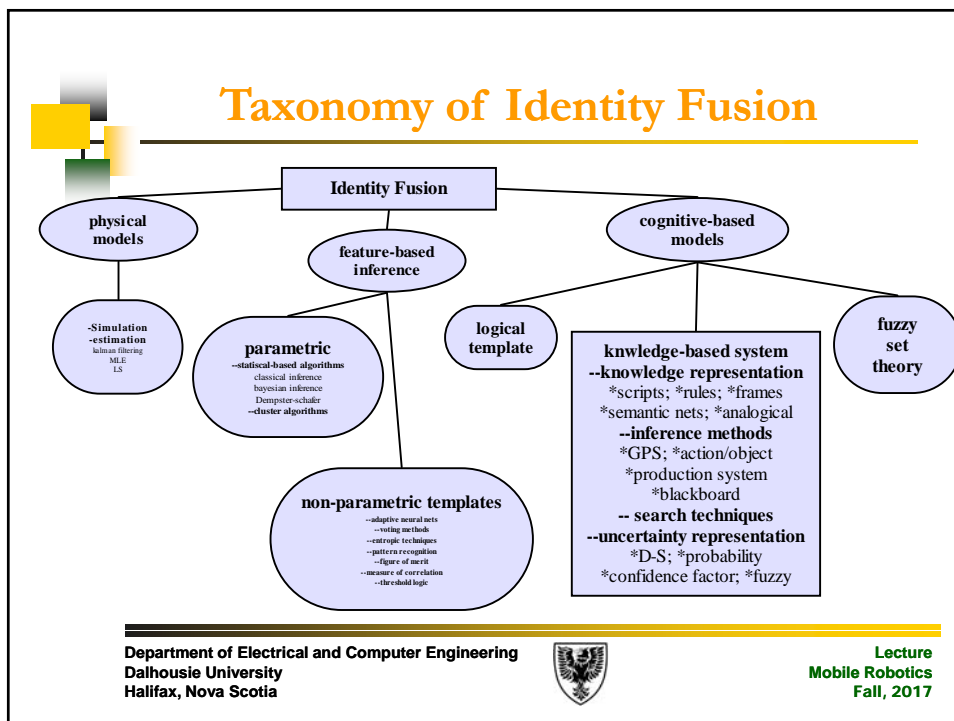 Taxonomy of Identity Fusion
Identity Fusion
physical
models
feature-based
inference
cognitive-based
models
-Simulation
-estimation
kalman filtering
MLE
LS
parametric
--statiscal-based algorithms
classical inference
bayesian inference
Dempster-schafer
--cluster algorithms
non-parametric templates
--adaptive neural nets
--voting methods
--entropic techniques
--pattern recognition
--figure of merit
--measure of correlation
--threshold logic
logical
template
knwledge-based system
--knowledge representation
*scripts; *rules; *frames
*semantic nets; *analogical
--inference methods
*GPS; *action/object
*production system
*blackboard
-- search techniques
--uncertainty representation
*D-S; *probability
*confidence factor; *fuzzy
fuzzy
set
theory
Department of Electrical and Computer Engineering
Dalhousie University
Halifax, Nova Scotia
Lecture
Mobile Robotics
Fall, 2017